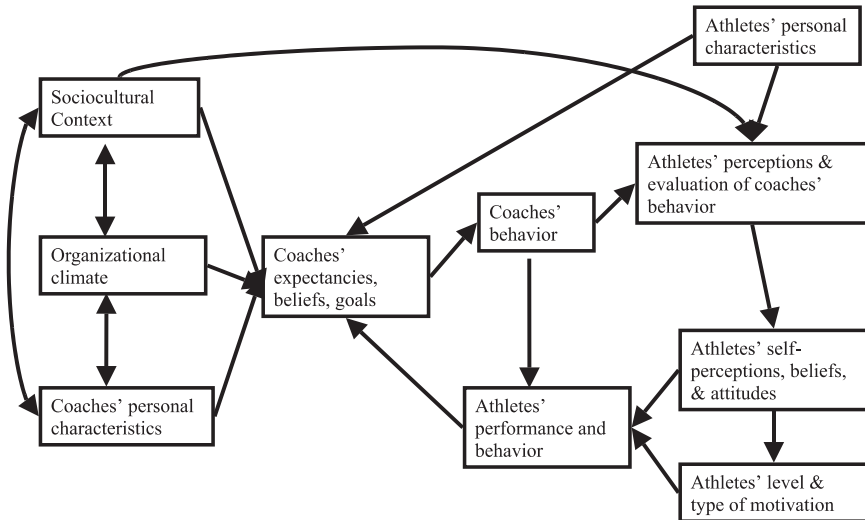 Athletes’ personal
characteristics
Sociocultural
Context
Athletes’ perceptions &
evaluation of coaches’
behavior
Coaches’
behavior
Organizational
climate
Coaches’
expectancies,
beliefs, goals
Athletes’ self-
perceptions, beliefs,
& attitudes
Coaches’ personal
characteristics
Athletes’
performance and
behavior
Athletes’ level &
type of motivation